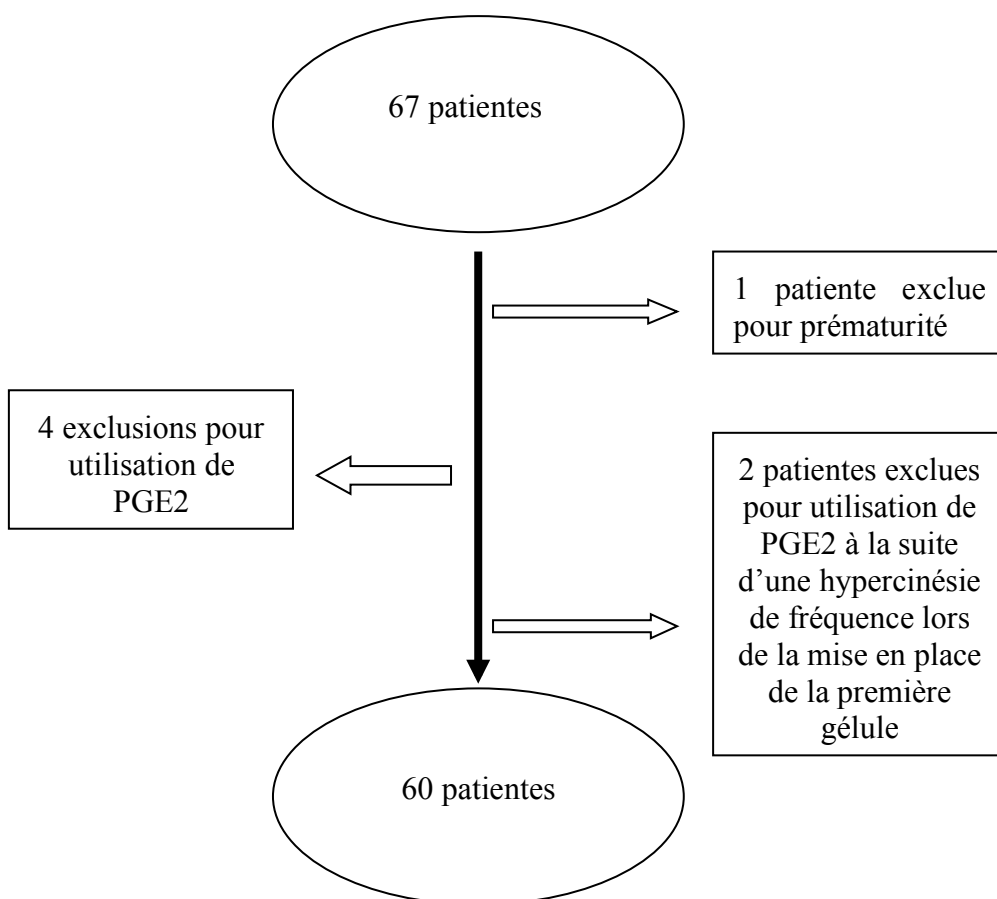 67 patientes
1 patiente exclue
pour prématurité
4 exclusions pour
utilisation de
PGE2
2 patientes exclues
pour utilisation de
PGE2 à la suite
d’une hypercinésie
de fréquence lors
de la mise en place
de la première
gélule
60 patientes